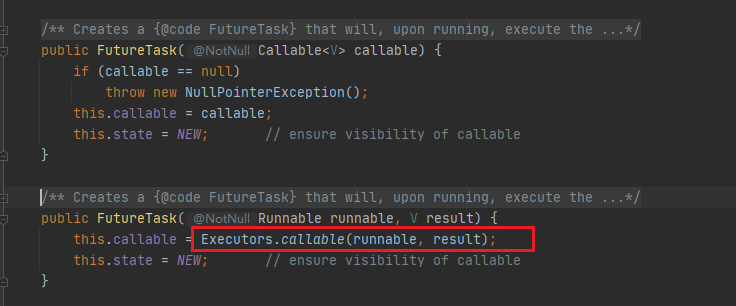 /** Creates a {@code FutureTask} that will, upon running, execute the ...*/
public FutureTask( @NotNull Callable<V> callable) {
if (callable == null)
throw new NullPointerException();
this.callable = callable;
this.state = NEW;       // ensure visibility of callable
}
/** Creates a {@code FutureTask} that will, upon running, execute the ...*/
public FutureTask( @NotNull Runnable runnable, V result) {
this.callable = Executors.callable(runnable, result);
this.state = NEW;       // ensure visibility of callable
}